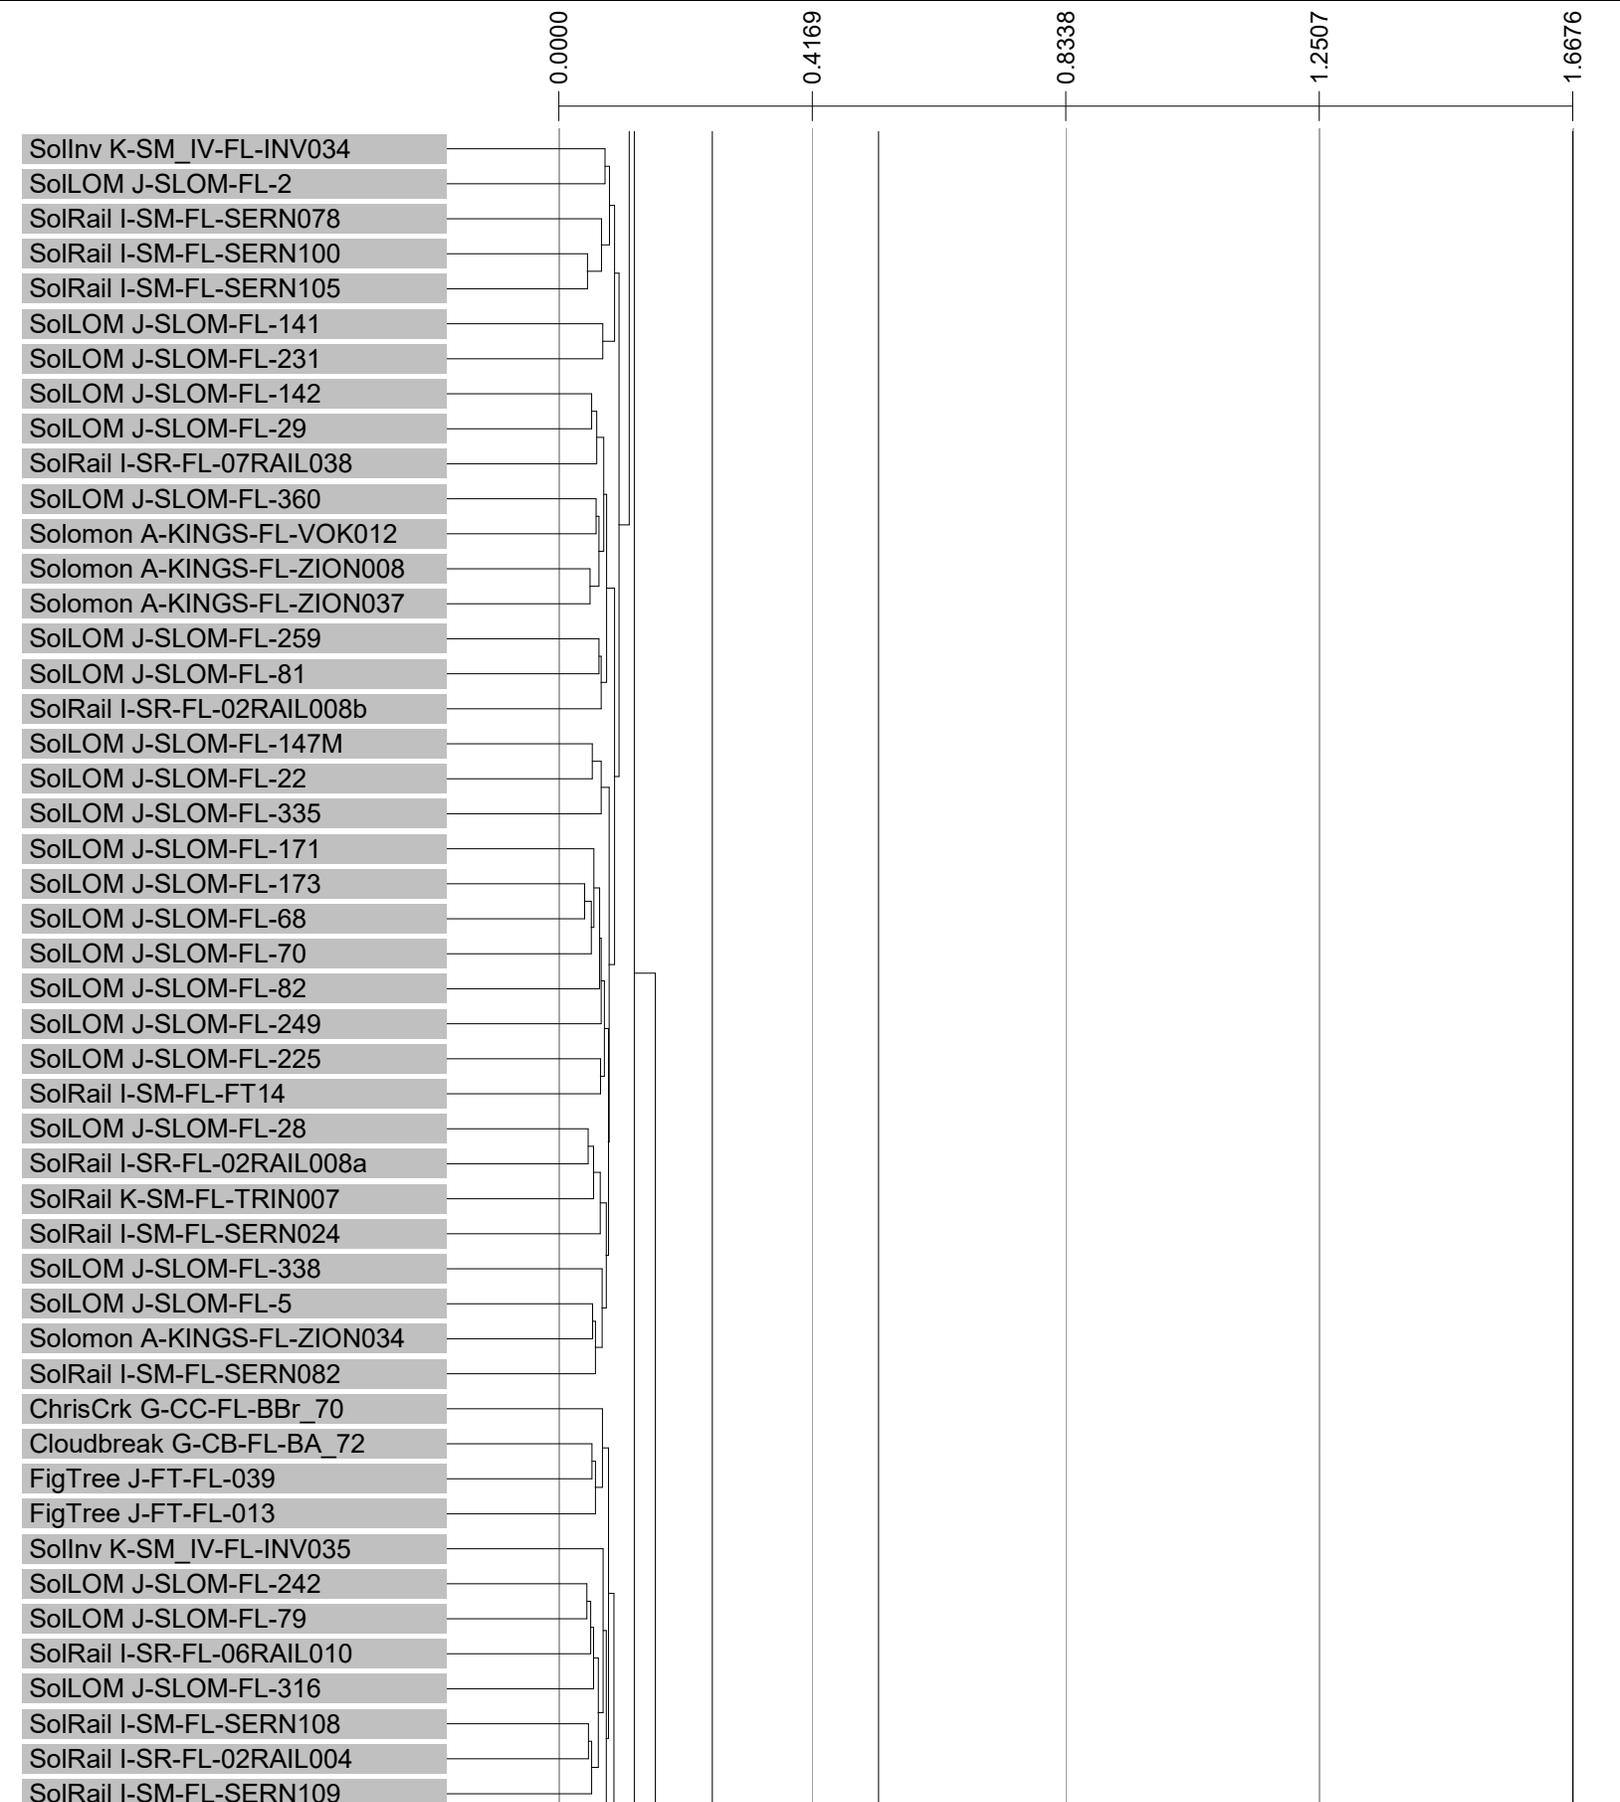 0.0000
0.4169
0.8338
1.2507
1.6676
SolInv K-SM_IV-FL-INV034
SolLOM J-SLOM-FL-2
SolRail I-SM-FL-SERN078
SolRail I-SM-FL-SERN100
SolRail I-SM-FL-SERN105
SolLOM J-SLOM-FL-141
SolLOM J-SLOM-FL-231
SolLOM J-SLOM-FL-142
SolLOM J-SLOM-FL-29
SolRail I-SR-FL-07RAIL038
SolLOM J-SLOM-FL-360
Solomon A-KINGS-FL-VOK012
Solomon A-KINGS-FL-ZION008
Solomon A-KINGS-FL-ZION037
SolLOM J-SLOM-FL-259
SolLOM J-SLOM-FL-81
SolRail I-SR-FL-02RAIL008b
SolLOM J-SLOM-FL-147M
SolLOM J-SLOM-FL-22
SolLOM J-SLOM-FL-335
SolLOM J-SLOM-FL-171
SolLOM J-SLOM-FL-173
SolLOM J-SLOM-FL-68
SolLOM J-SLOM-FL-70
SolLOM J-SLOM-FL-82
SolLOM J-SLOM-FL-249
SolLOM J-SLOM-FL-225
SolRail I-SM-FL-FT14
SolLOM J-SLOM-FL-28
SolRail I-SR-FL-02RAIL008a
SolRail K-SM-FL-TRIN007
SolRail I-SM-FL-SERN024
SolLOM J-SLOM-FL-338
SolLOM J-SLOM-FL-5
Solomon A-KINGS-FL-ZION034
SolRail I-SM-FL-SERN082
ChrisCrk G-CC-FL-BBr_70
Cloudbreak G-CB-FL-BA_72
FigTree J-FT-FL-039
FigTree J-FT-FL-013
SolInv K-SM_IV-FL-INV035
SolLOM J-SLOM-FL-242
SolLOM J-SLOM-FL-79
SolRail I-SR-FL-06RAIL010
SolLOM J-SLOM-FL-316
SolRail I-SM-FL-SERN108
SolRail I-SR-FL-02RAIL004
SolRail I-SM-FL-SERN109